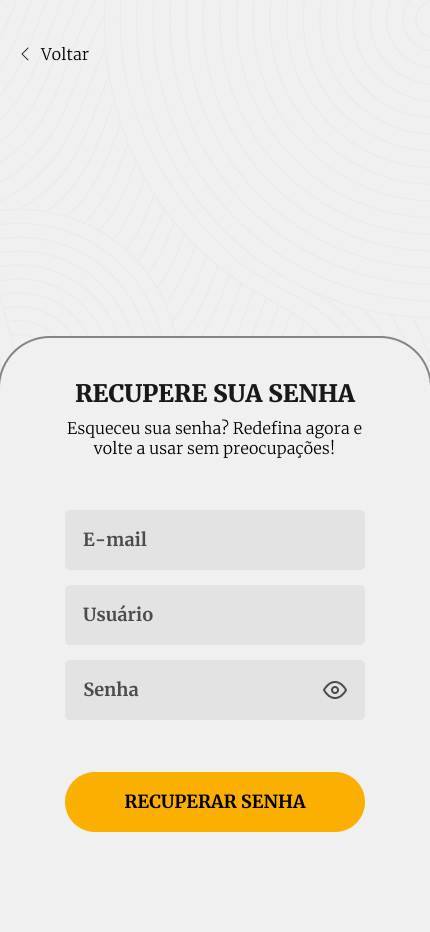 Voltar
RECUPERE SUA SENHA
Esqueceu sua senha? Redefina agora e
volte a usar sem preocupações!
E-mail
Usuário
Senha
RECUPERAR SENHA